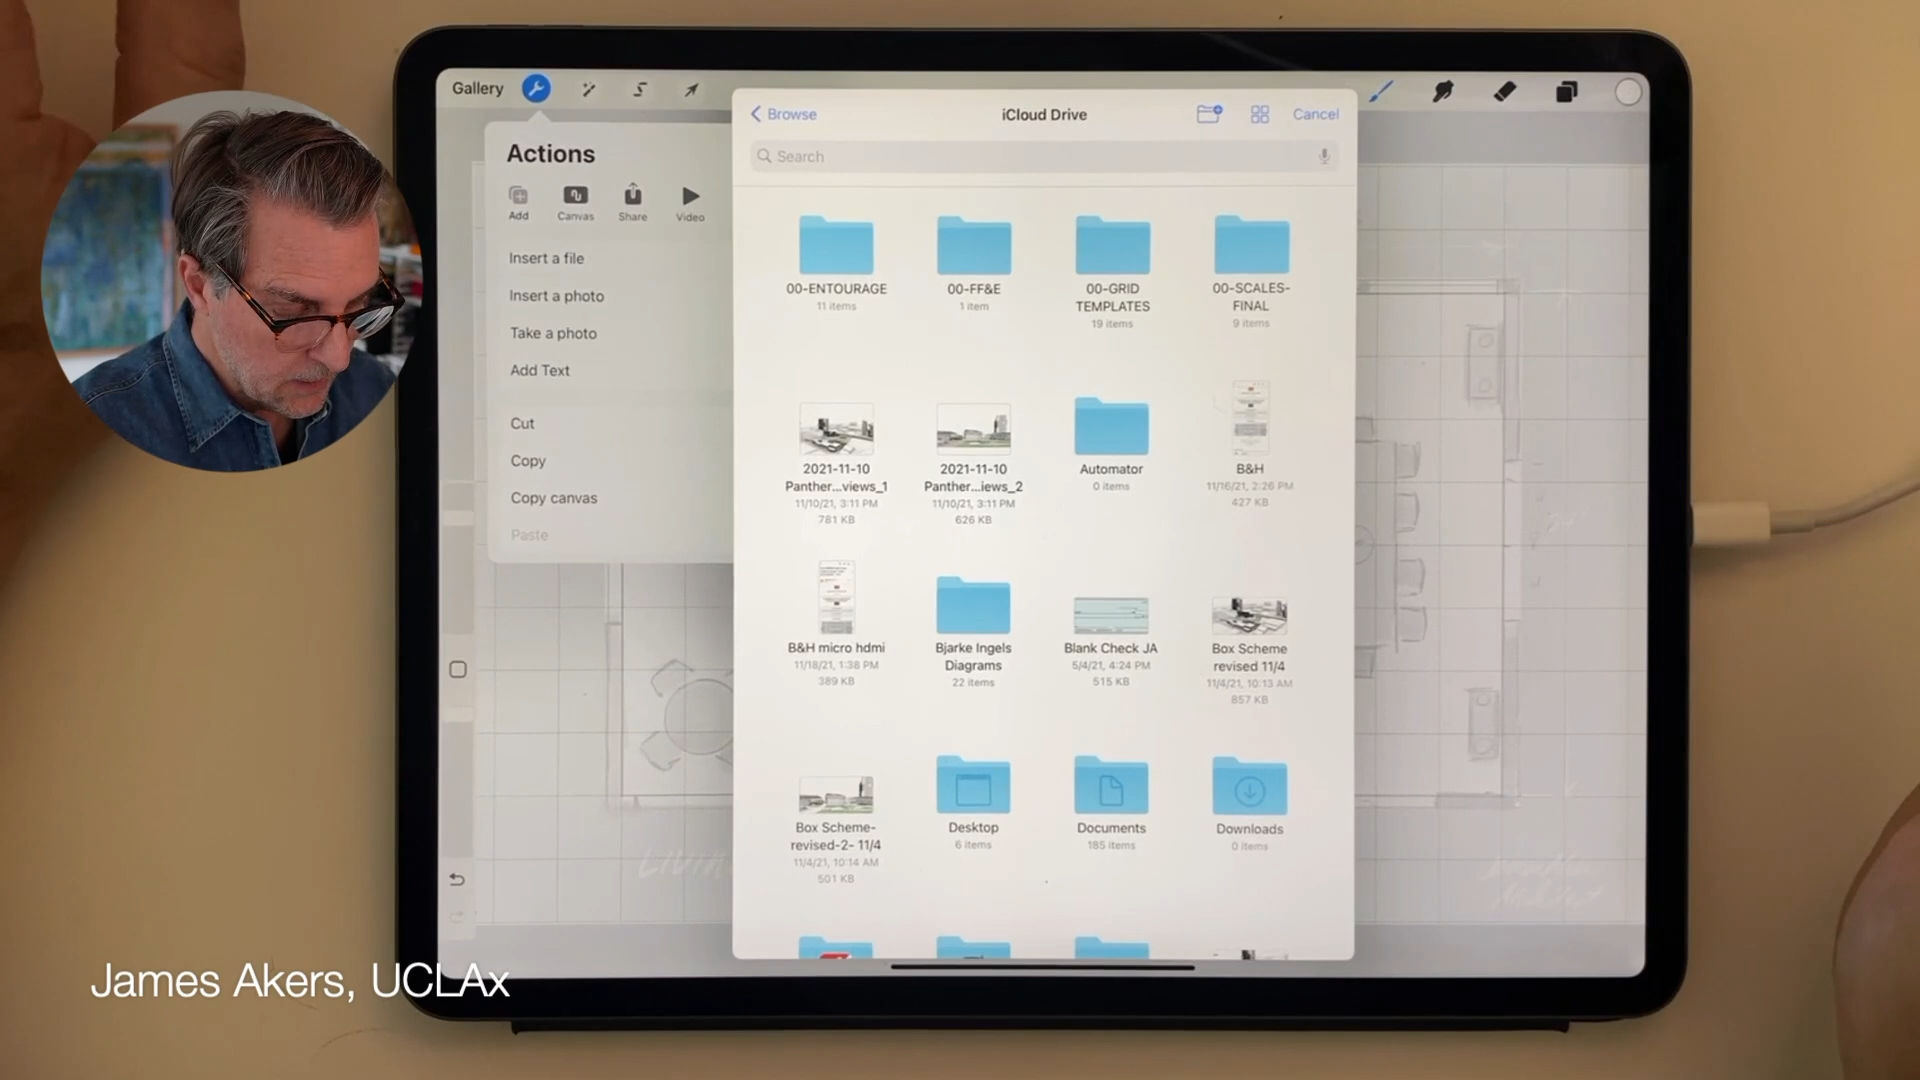 Gallery
Browse
iCloud Drive
Cancel
Search
Actions
Add
Canvas
Share
Video
Insert a file
Insert a photo
Take a photo
Add Text
Cut
Copy
Copy canvas
Paste
00-ENTOURAGE
11 items
00-FF&E
1 item
00-GRID
TEMPLATES
19 items
00-SCALES-
FINAL
9 items
2021-11-10
Panther...views_1
11/10/21, 3:11 PM
781 KB
2021-11-10
Panther...iews_2
11/10/21, 3:11 PM
626 KB
Automator
0 items
B&H
11/16/21, 2:26 PM
427 KB
B&H micro hdmi
11/18/21, 1:38 PM
389 KB
Bjarke Ingels
Diagrams
22 items
Blank Check JA
5/4/21, 4:24 PM
515 KB
Box Scheme
revised 11/4
11/4/21, 10:13 AM
857 KB
Box Scheme-
revised-2- 11/4
11/4/21, 10:14 AM
501 KB
Desktop
6 items
Documents
185 items
Downloads
0 items
James Akers, UCLAx